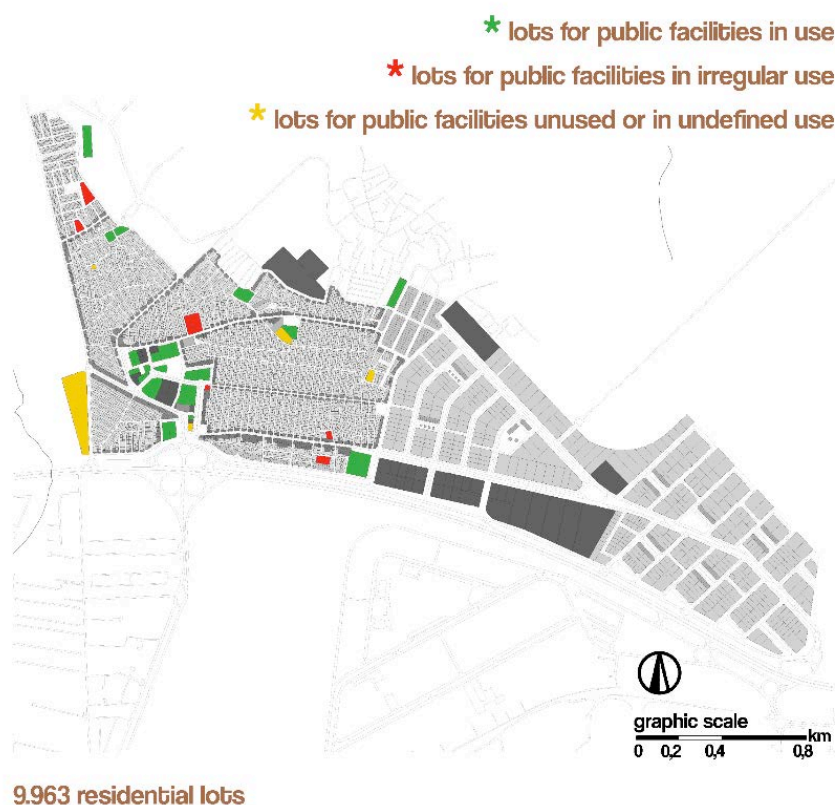 * lots for public facilities in use
* lots for public facilities in irregular use
* lots for public facilities unused or in undefined use
graphic scale
km
0 0,2 0,4 0,8
9.963 residential lots